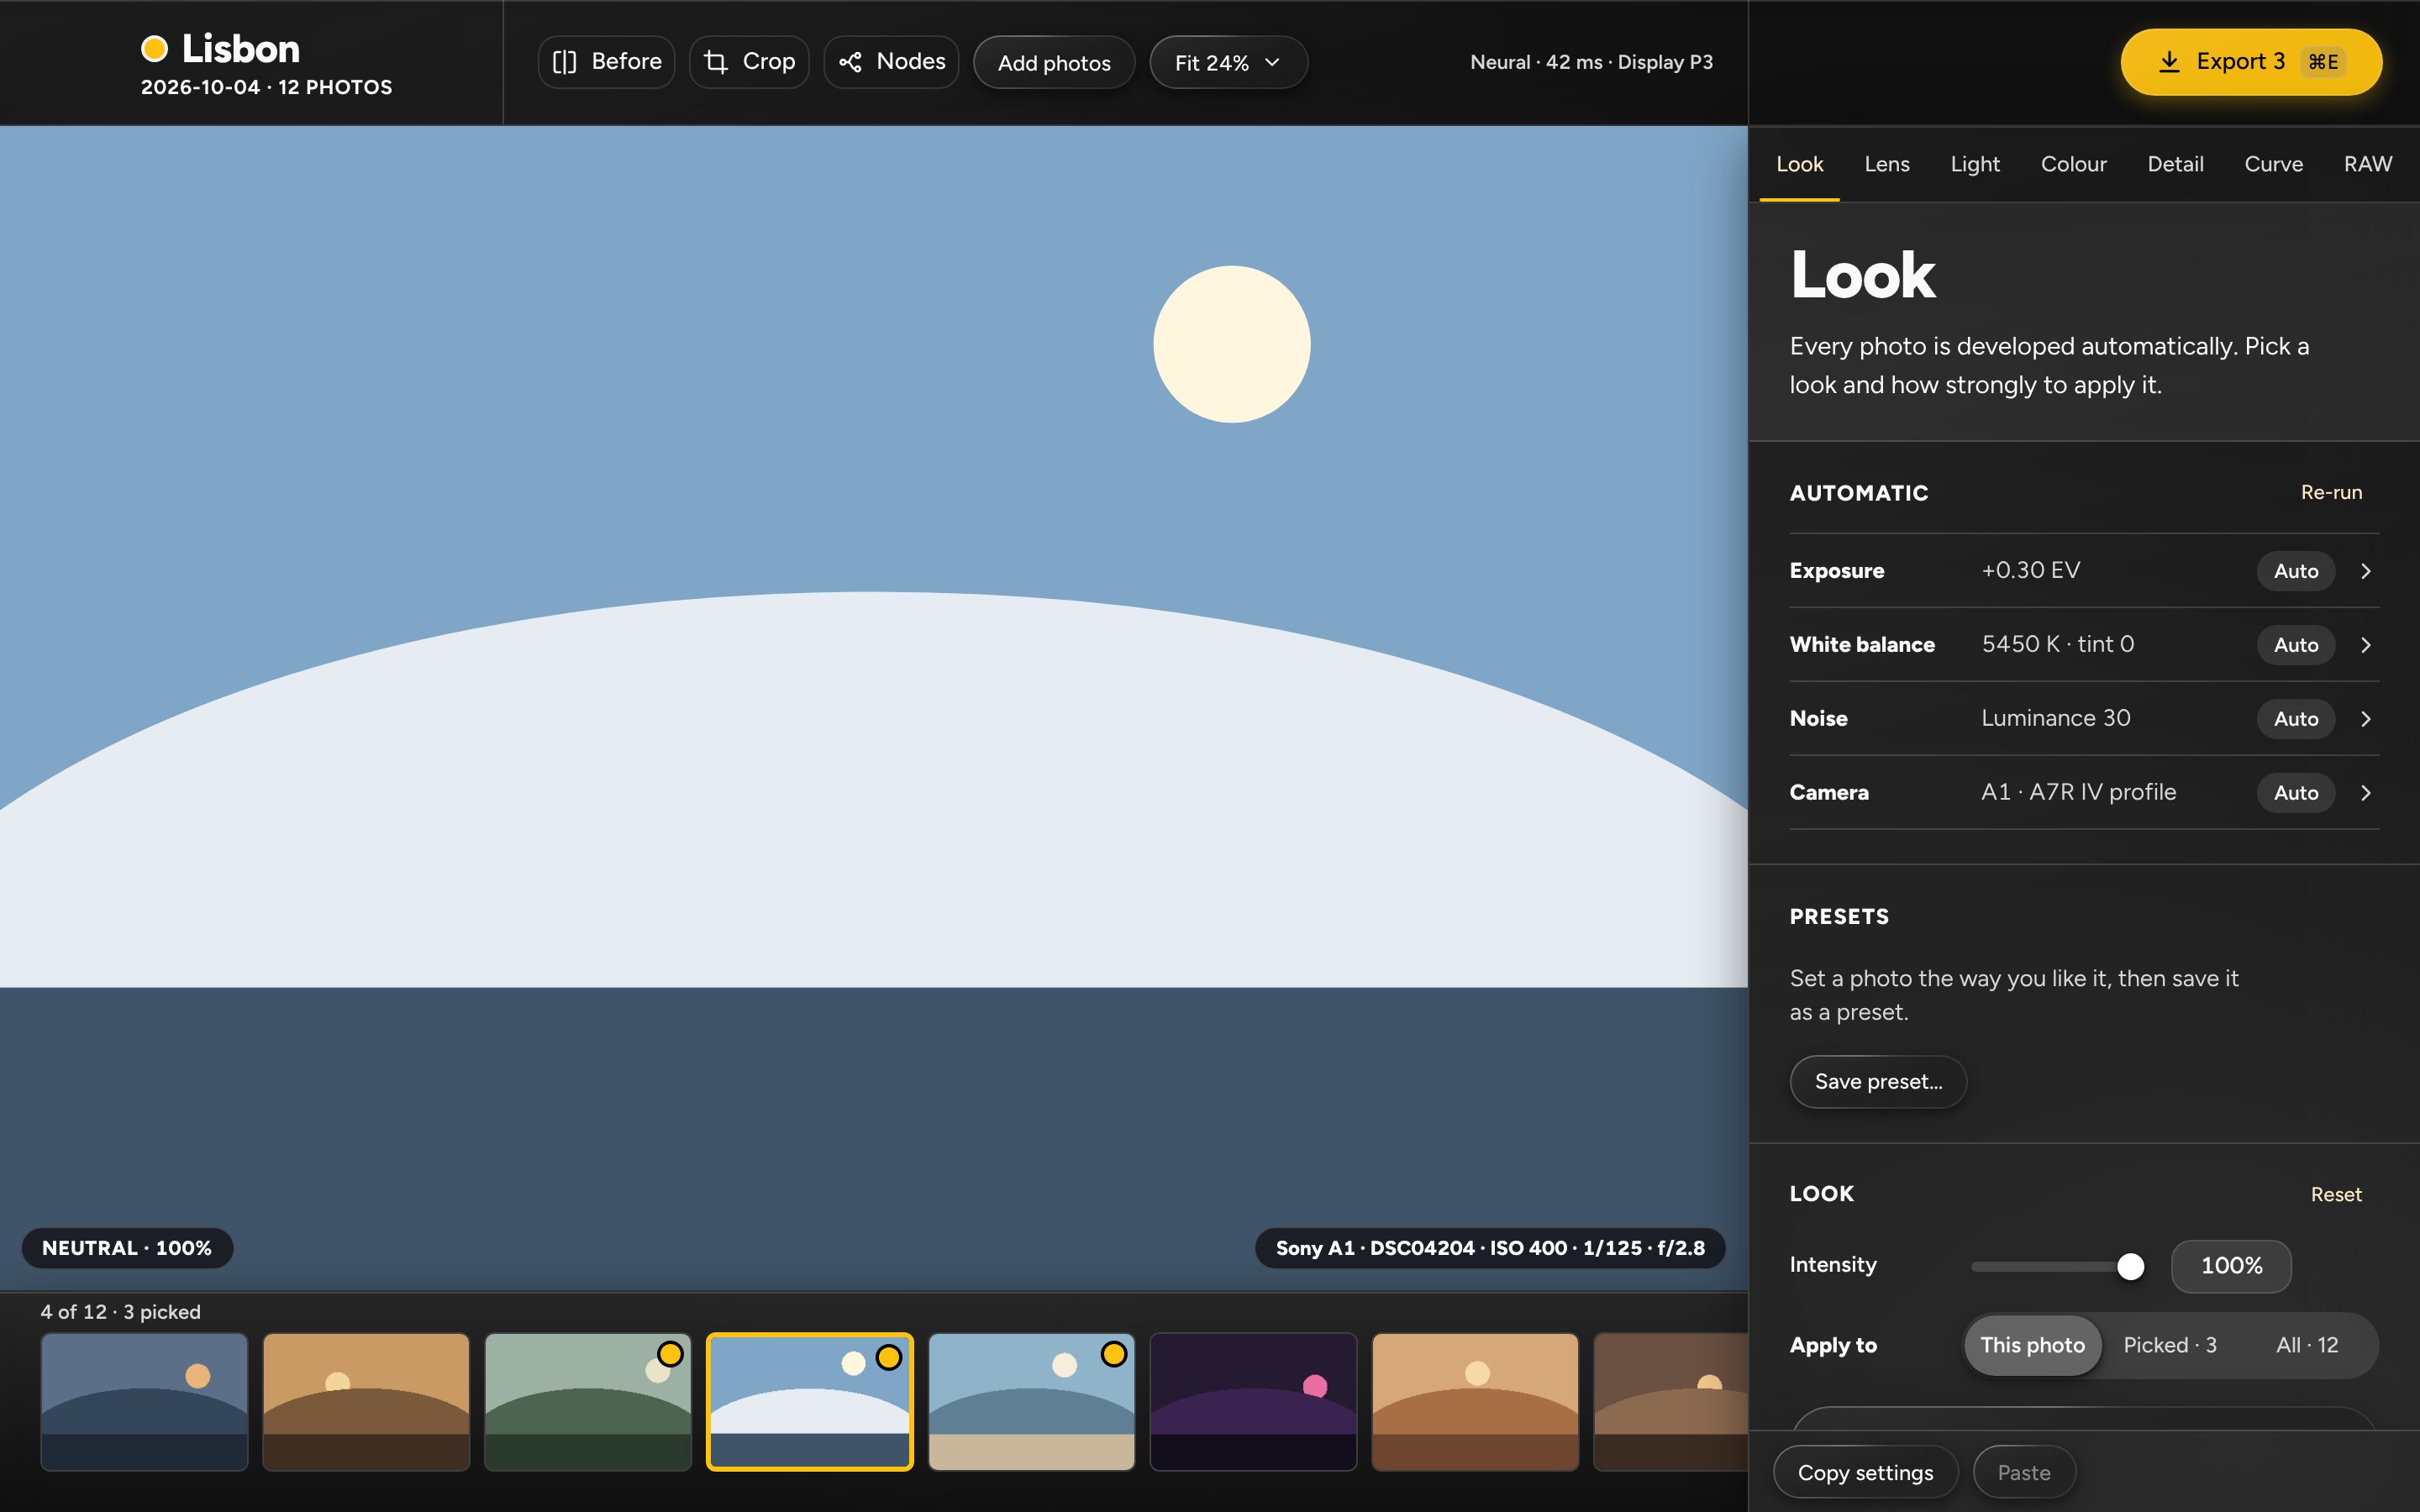 Lisbon
2026-10-04 · 12 PHOTOS
Before
Crop
Nodes
Add photos
Fit 24%
Neural · 42 ms · Display P3
Export 3 ⌘E
Look Lens Light Colour Detail Curve RAW
Look
Every photo is developed automatically. Pick a
look and how strongly to apply it.
AUTOMATIC Re-run
Exposure +0.30 EV Auto
White balance 5450 K · tint 0 Auto
Noise Luminance 30 Auto
Camera A1 · A7R IV profile Auto
PRESETS
Set a photo the way you like it, then save it
as a preset.
Save preset...
LOOK Reset
Intensity 100%
Apply to This photo Picked · 3 All · 12
Copy settings Paste
NEUTRAL · 100%
Sony A1 · DSC04204 · ISO 400 · 1/125 · f/2.8
4 of 12 · 3 picked